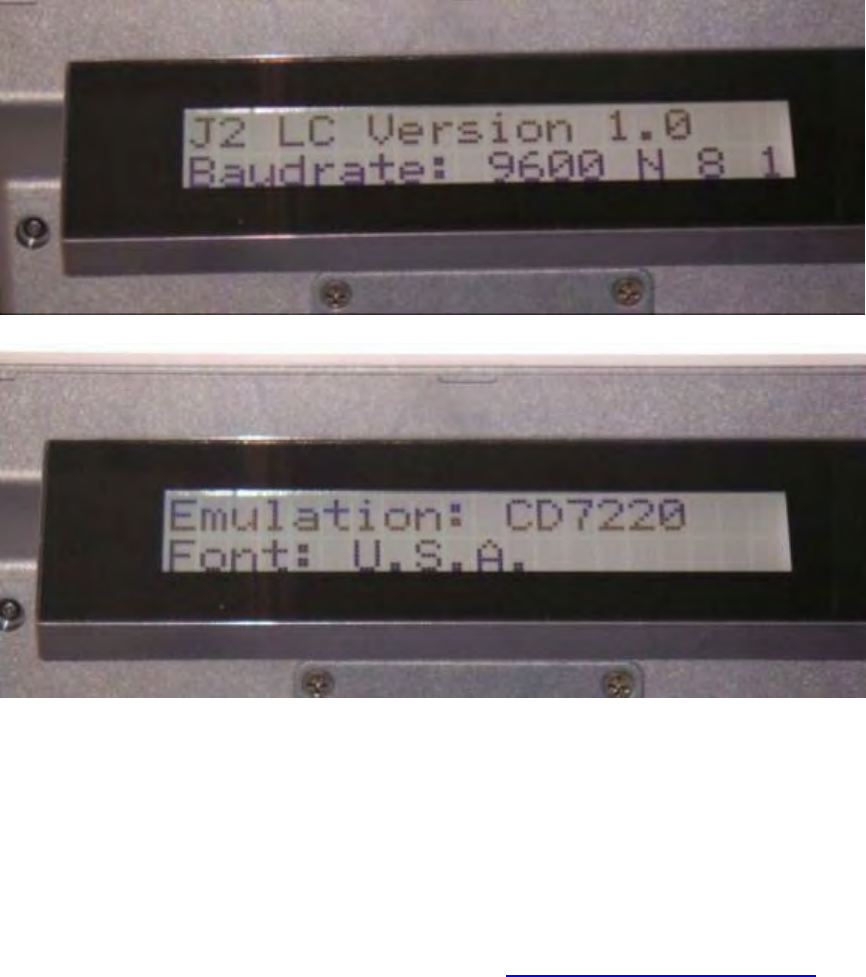 J2 LC Version 1.0
Baudrate: 9600 N 8 1
Emulation: CD7220
Font: U.S.A.